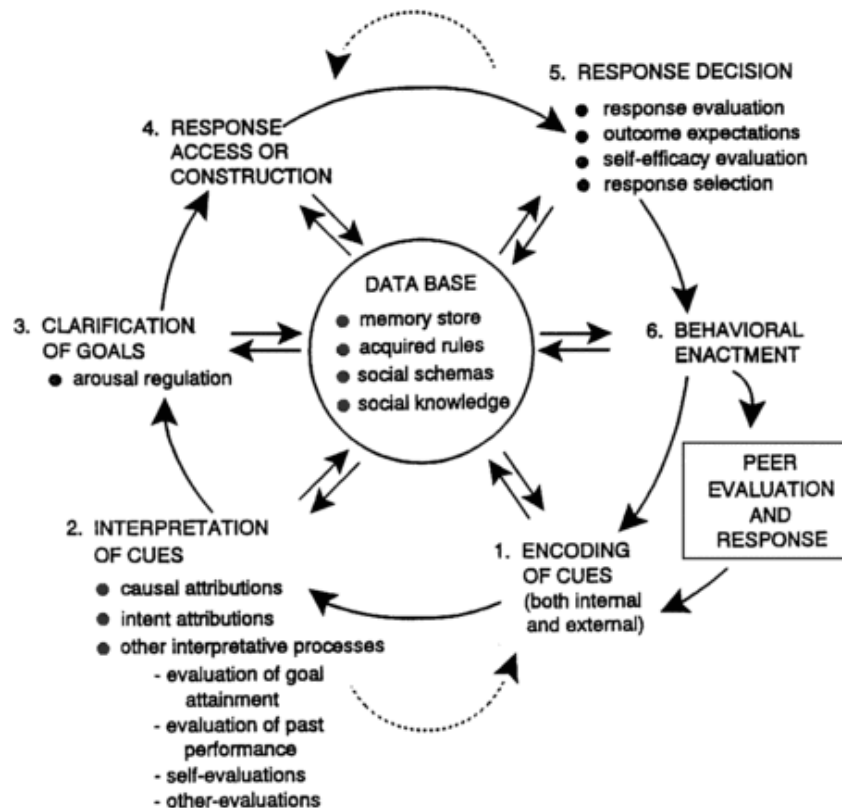 5. RESPONSE DECISION
● response evaluation
● outcome expectations
● self-efficacy evaluation
● response selection
4. RESPONSE
ACCESS OR
CONSTRUCTION
DATA BASE
● memory store
● acquired rules
● social schemas
● social knowledge
3. CLARIFICATION
OF GOALS
● arousal regulation
6. BEHAVIORAL
ENACTMENT
PEER
EVALUATION
AND
RESPONSE
2. INTERPRETATION
OF CUES
● causal attributions
● intent attributions
● other interpretative processes
- evaluation of goal
attainment
- evaluation of past
performance
- self-evaluations
- other-evaluations
1. ENCODING
OF CUES
(both internal
and external)